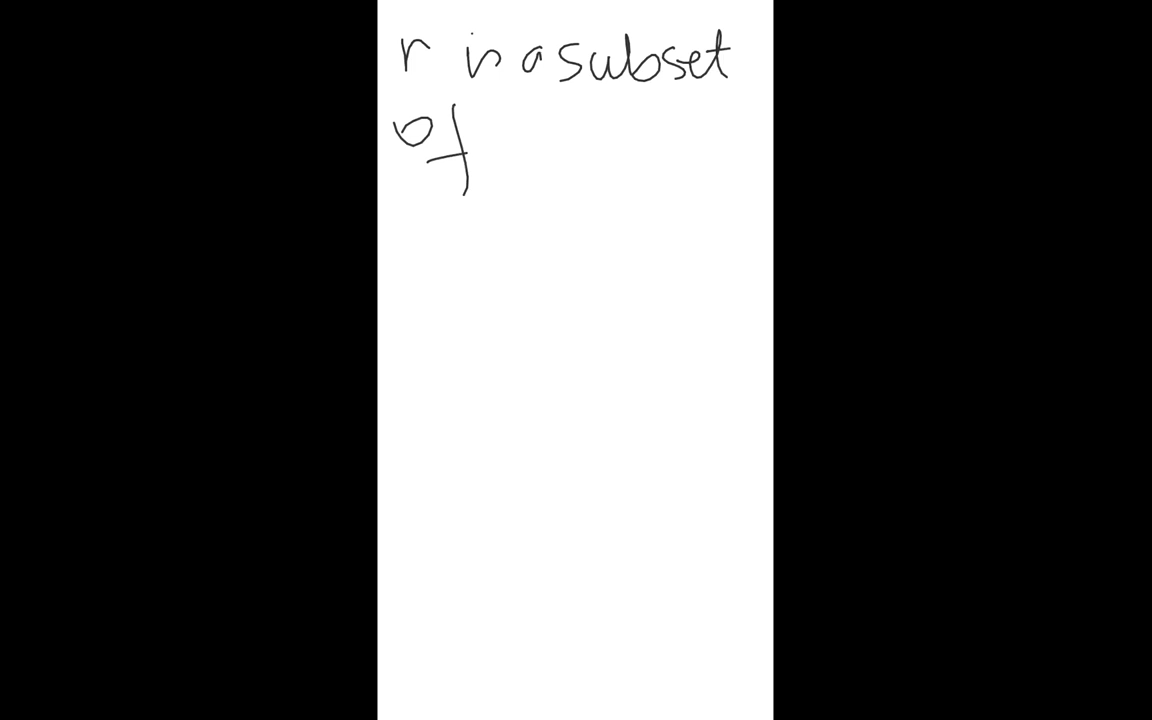 r is a subset
of